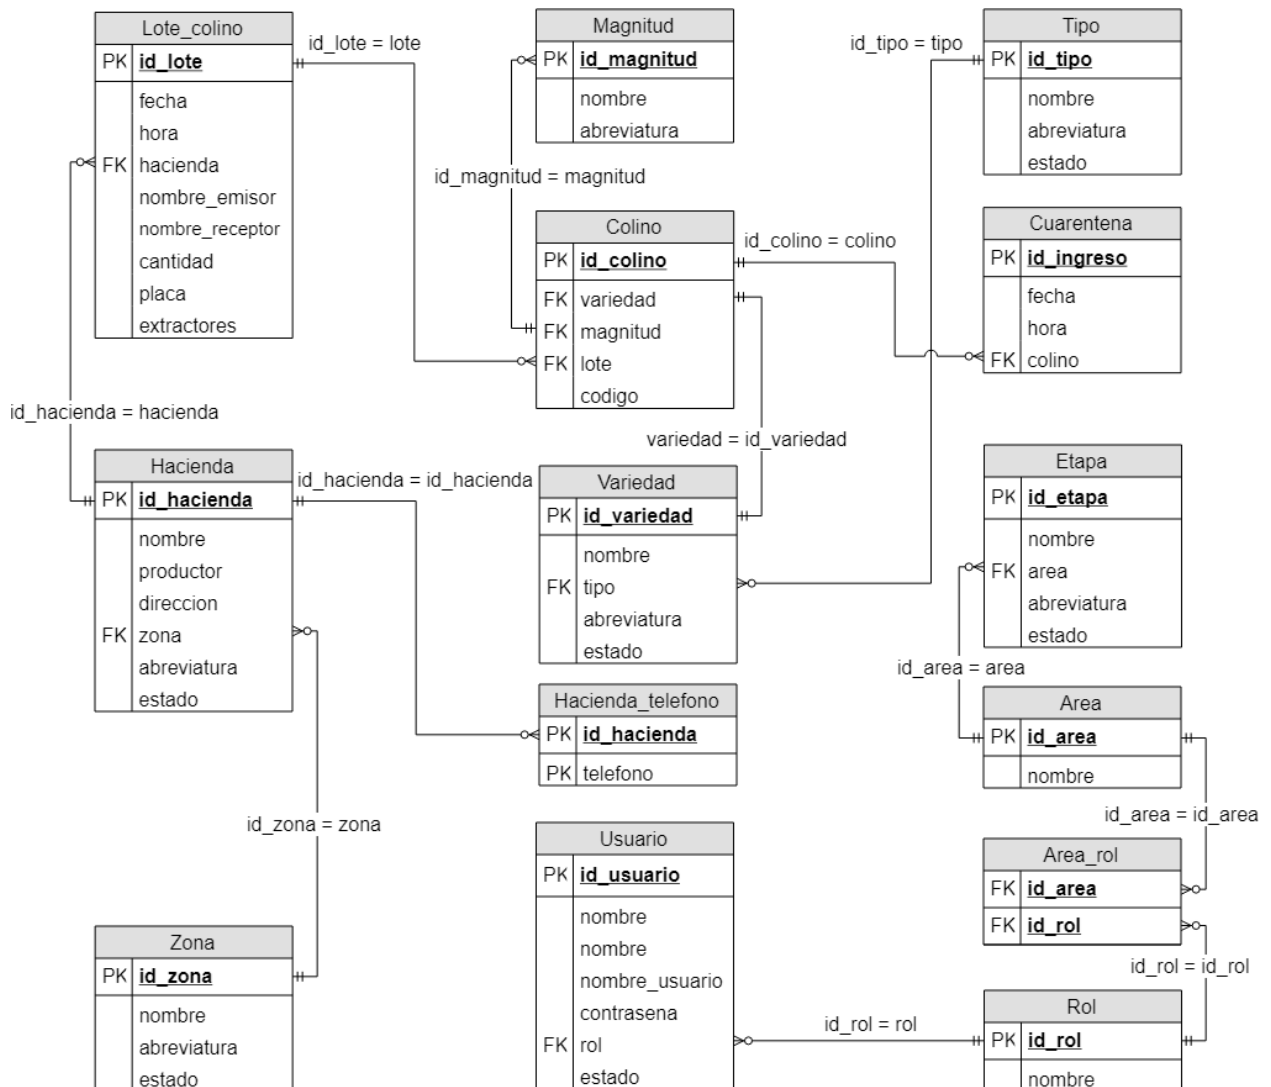 Lote_colino
PK id_lote
fecha
hora
FK hacienda
nombre_emisor
nombre_receptor
cantidad
placa
extractores
id_lote = lote
Magnitud
PK id_magnitud
nombre
abreviatura
id_magnitud = magnitud
id_tipo = tipo
Tipo
PK id_tipo
nombre
abreviatura
estado
Colino
PK id_colino
FK variedad
FK magnitud
FK lote
codigo
id_colino = colino
Cuarentena
PK id_ingreso
fecha
hora
FK colino
id_hacienda = hacienda
variedad = id_variedad
Hacienda
PK id_hacienda
nombre
productor
direccion
FK zona
abreviatura
estado
id_hacienda = id_hacienda
Variedad
PK id_variedad
nombre
FK tipo
abreviatura
estado
Etapa
PK id_etapa
nombre
FK area
abreviatura
estado
id_area = area
Hacienda_telefono
PK id_hacienda
PK telefono
Area
PK id_area
nombre
id_zona = zona
id_area = id_area
Usuario
PK id_usuario
nombre
nombre
nombre_usuario
contrasena
FK rol
estado
Area_rol
FK id_area
FK id_rol
id_rol = id_rol
Zona
PK id_zona
nombre
abreviatura
estado
id_rol = rol
Rol
PK id_rol
nombre